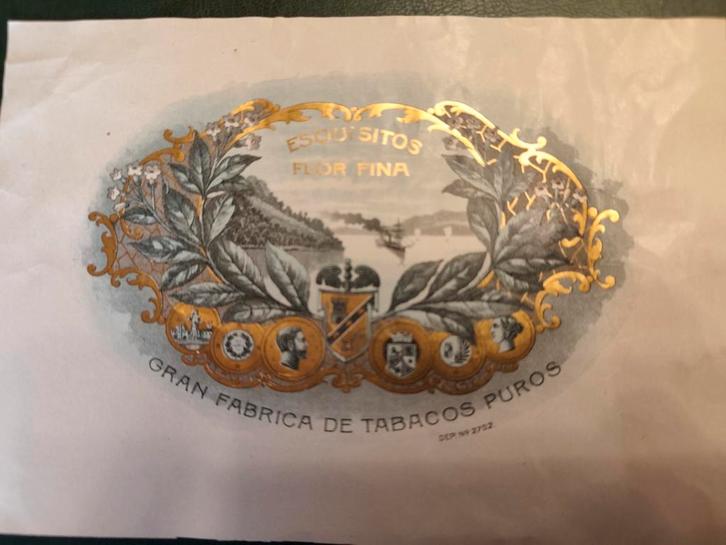 ESQUISITOS
FLOR FINA
GRAN FABRICA DE TABACOS PUROS
DEP. Nº 2752